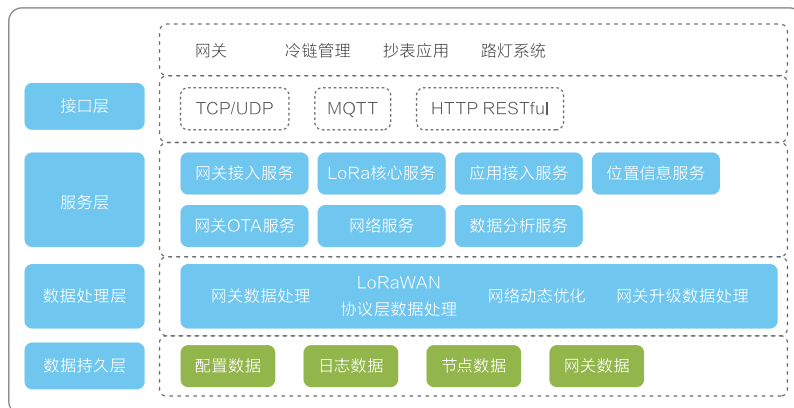 网关 冷链管理 抄表应用 路灯系统
接口层
TCP/UDP MQTT HTTP RESTful
服务层
网关接入服务 LoRa核心服务 应用接入服务 位置信息服务
网关OTA服务 网络服务 数据分析服务
数据处理层
网关数据处理 LoRaWAN
协议层数据处理 网络动态优化 网关升级数据处理
数据持久层
配置数据 日志数据 节点数据 网关数据